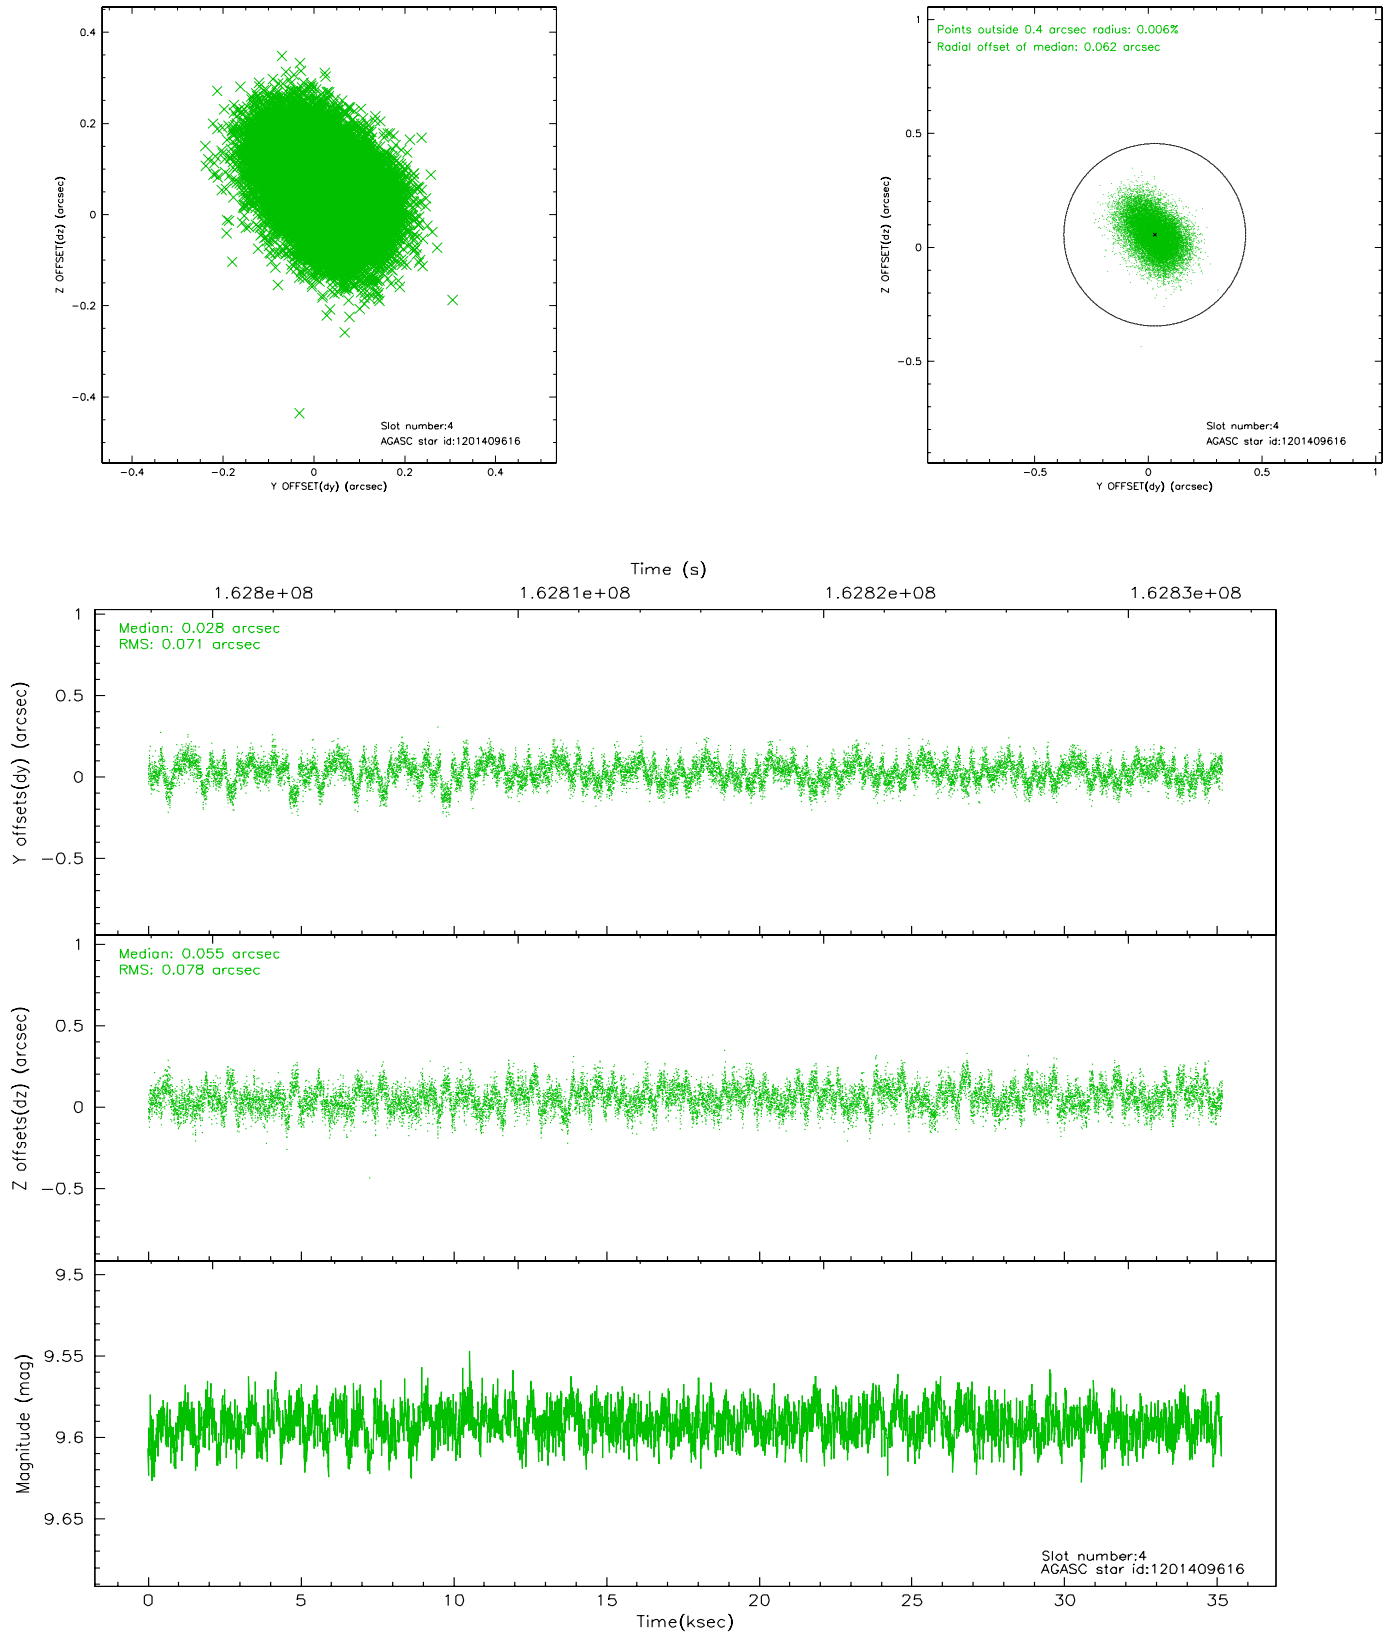 0.4
0.2
0
−0.2
−0.4
Z OFFSET(dz) (arcsec)
Slot number:4
AGASC star id:1201409616
−0.4 −0.2 0 0.2 0.4
Y OFFSET(dy) (arcsec)
Points outside 0.4 arcsec radius: 0.006%
Radial offset of median: 0.062 arcsec
1
0.5
0
−0.5
Z OFFSET(dz) (arcsec)
Slot number:4
AGASC star id:1201409616
−0.5 0 0.5 1
Y OFFSET(dy) (arcsec)
Time (s)
1.628e+08 1.6281e+08 1.6282e+08 1.6283e+08
Median: 0.028 arcsec
RMS: 0.071 arcsec
1
0.5
0
−0.5
Y offsets(dy) (arcsec)
Median: 0.055 arcsec
RMS: 0.078 arcsec
1
0.5
0
−0.5
Z offsets(dz) (arcsec)
9.5
9.55
9.6
9.65
Magnitude (mag)
Slot number:4
AGASC star id:1201409616
0 5 10 15 20 25 30 35
Time(ksec)